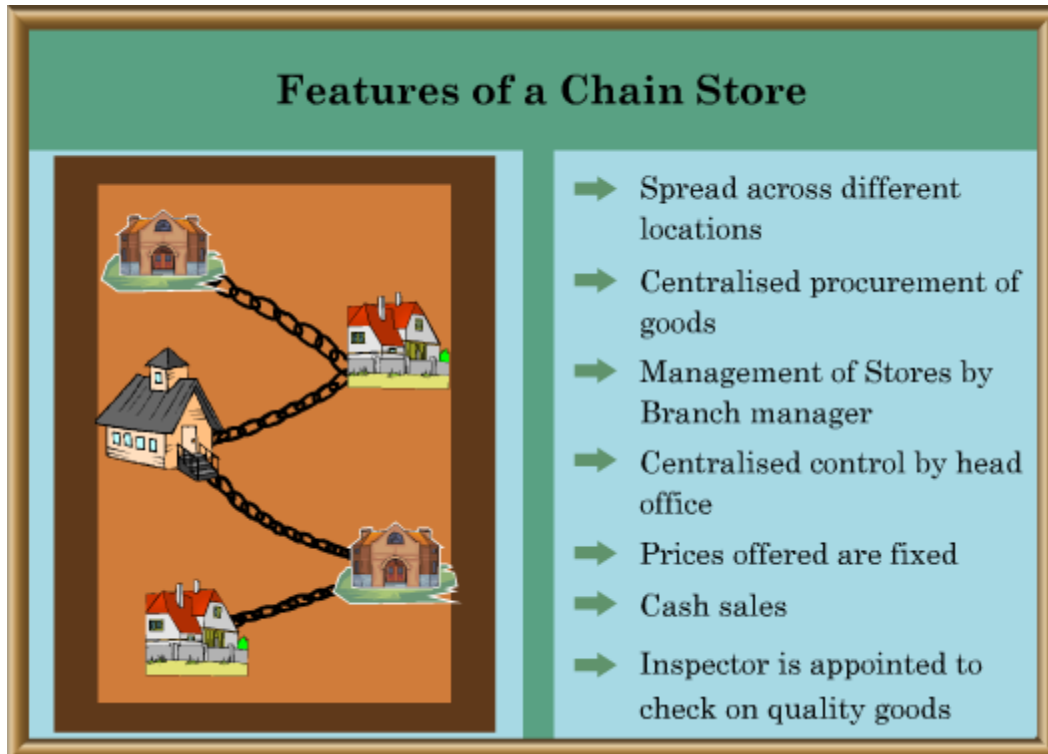 Features of a Chain Store
Spread across different
locations
Centralised procurement of
goods
Management of Stores by
Branch manager
Centralised control by head
office
Prices offered are fixed
Cash sales
Inspector is appointed to
check on quality goods